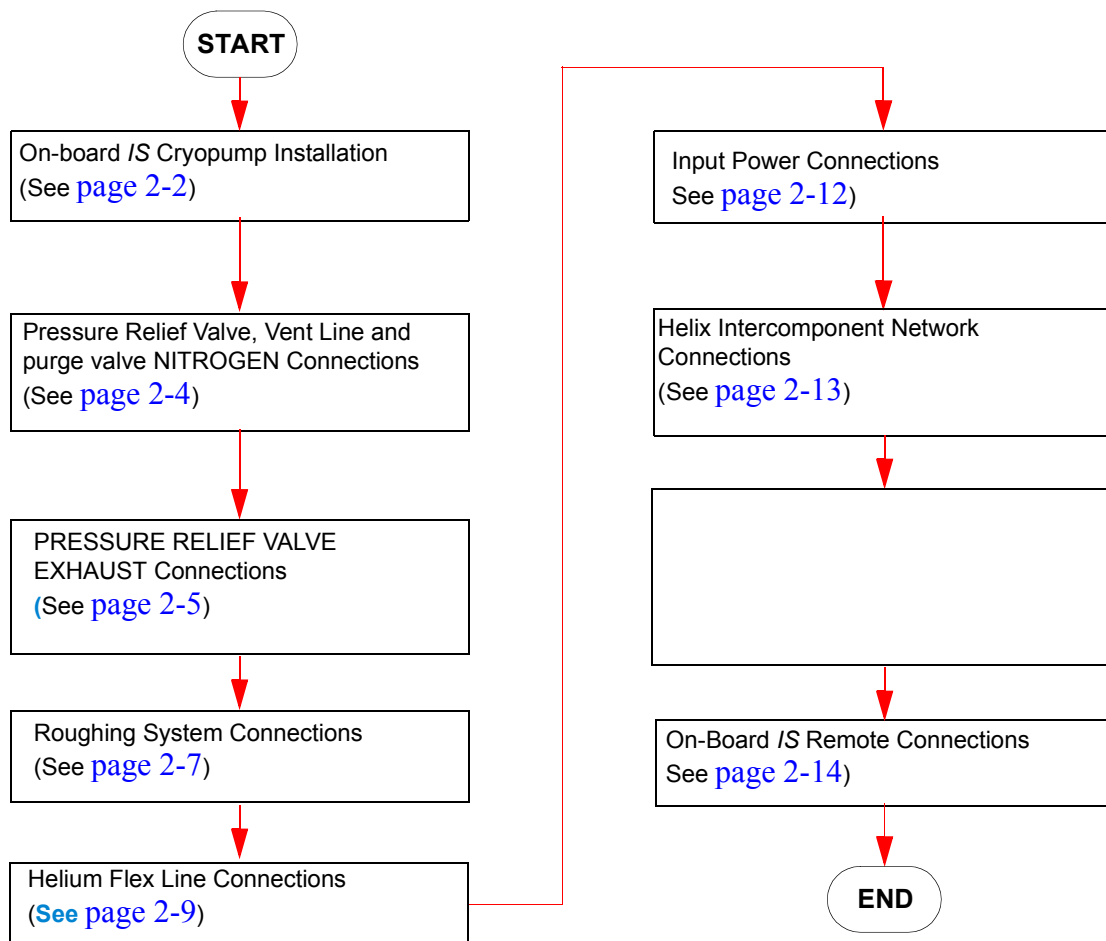 START
On-board IS Cryopump Installation
(See page 2-2)
Pressure Relief Valve, Vent Line and
purge valve NITROGEN Connections
(See page 2-4)
PRESSURE RELIEF VALVE
EXHAUST Connections
(See page 2-5)
Roughing System Connections
(See page 2-7)
Helium Flex Line Connections
(See page 2-9)
Input Power Connections
See page 2-12)
Helix Intercomponent Network
Connections
(See page 2-13)
On-Board IS Remote Connections
See page 2-14)
END